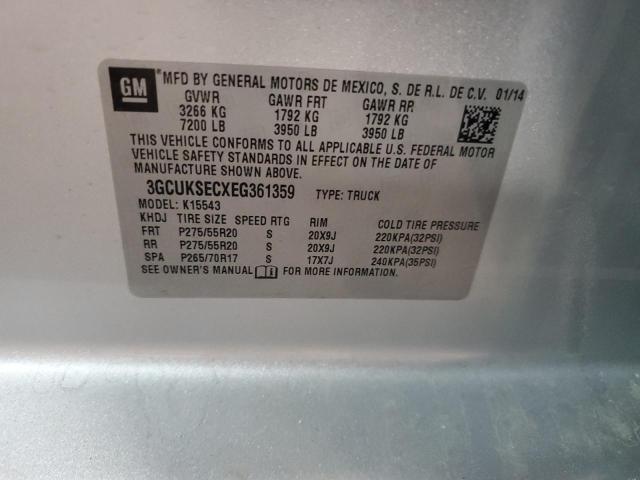 GM *MFD BY GENERAL MOTORS DE MEXICO, S. DE R.L. DE C.V. 01/14
GVWR GAWR FRT GAWR RR
3266 KG 1792 KG 1792 KG
7200 LB 3950 LB 3950 LB
THIS VEHICLE CONFORMS TO ALL APPLICABLE U.S. FEDERAL MOTOR
VEHICLE SAFETY STANDARDS IN EFFECT ON THE DATE OF
MANUFACTURE SHOWN ABOVE.
3GCUKSECXEG361359 TYPE: TRUCK
MODEL: K15543
KHDJ TIRE SIZE SPEED RTG RIM COLD TIRE PRESSURE
FRT P275/55R20 S 20X9J 220KPA(32PSI)
RR P275/55R20 S 20X9J 220KPA(32PSI)
SPA P265/70R17 S 17X7J 240KPA(35PSI)
SEE OWNER'S MANUAL FOR MORE INFORMATION.